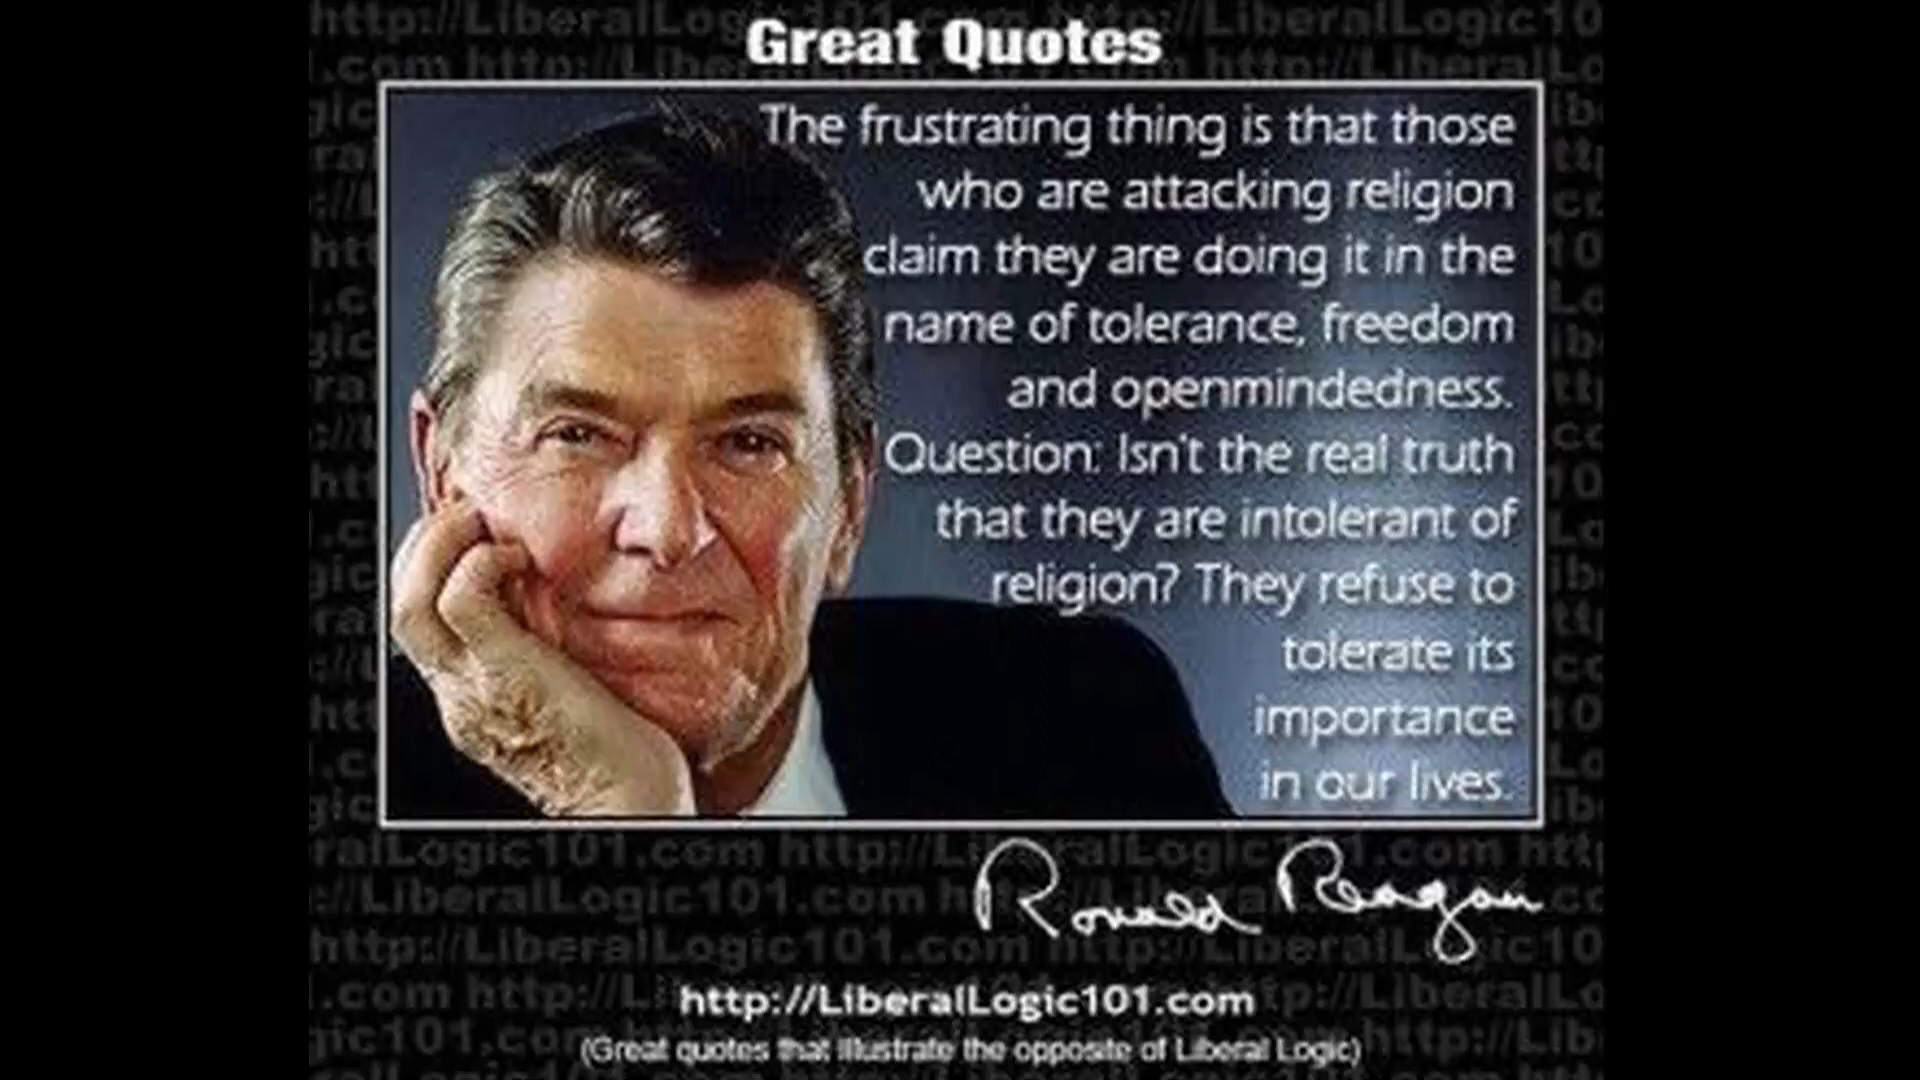 Great Quotes
The frustrating thing is that those
who are attacking religion
claim they are doing it in the
name of tolerance, freedom
and openmindedness.
Question: Isn't the real truth
that they are intolerant of
religion? They refuse to
tolerate its
importance
in our lives.
Ronald Reagan
http://LiberalLogic101.com
(Great quotes that illustrate the opposite of Liberal Logic)